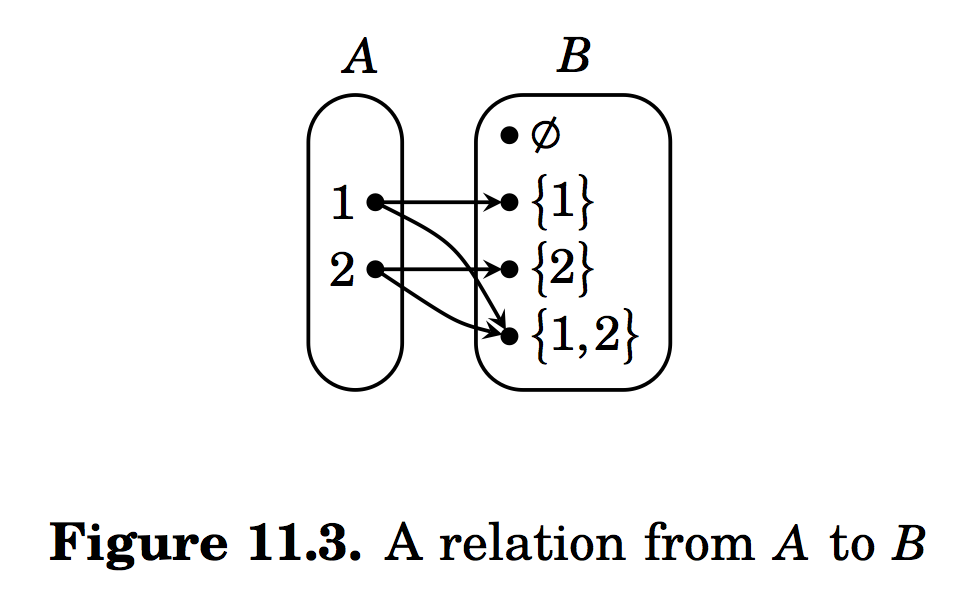 A B
∅
1 {1}
2 {2}
{1,2}
Figure 11.3. A relation from A to B